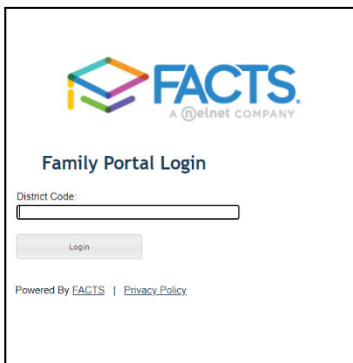 FACTS
A nelnet COMPANY
Family Portal Login
District Code:
Login
Powered By FACTS | Privacy Policy